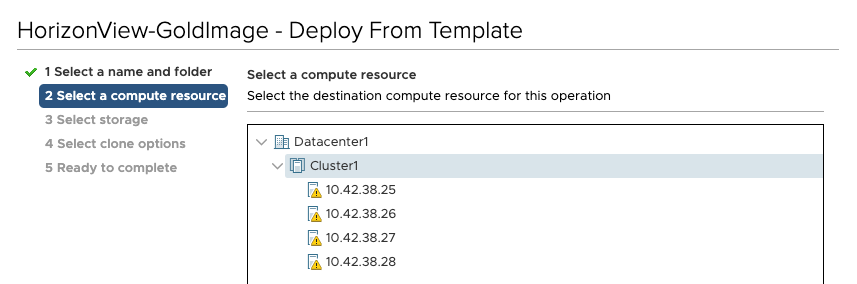 HorizonView-GoldImage - Deploy From Template
1 Select a name and folder
2 Select a compute resource
3 Select storage
4 Select clone options
5 Ready to complete
Select a compute resource
Select the destination compute resource for this operation
Datacenter1
Cluster1
10.42.38.25
10.42.38.26
10.42.38.27
10.42.38.28